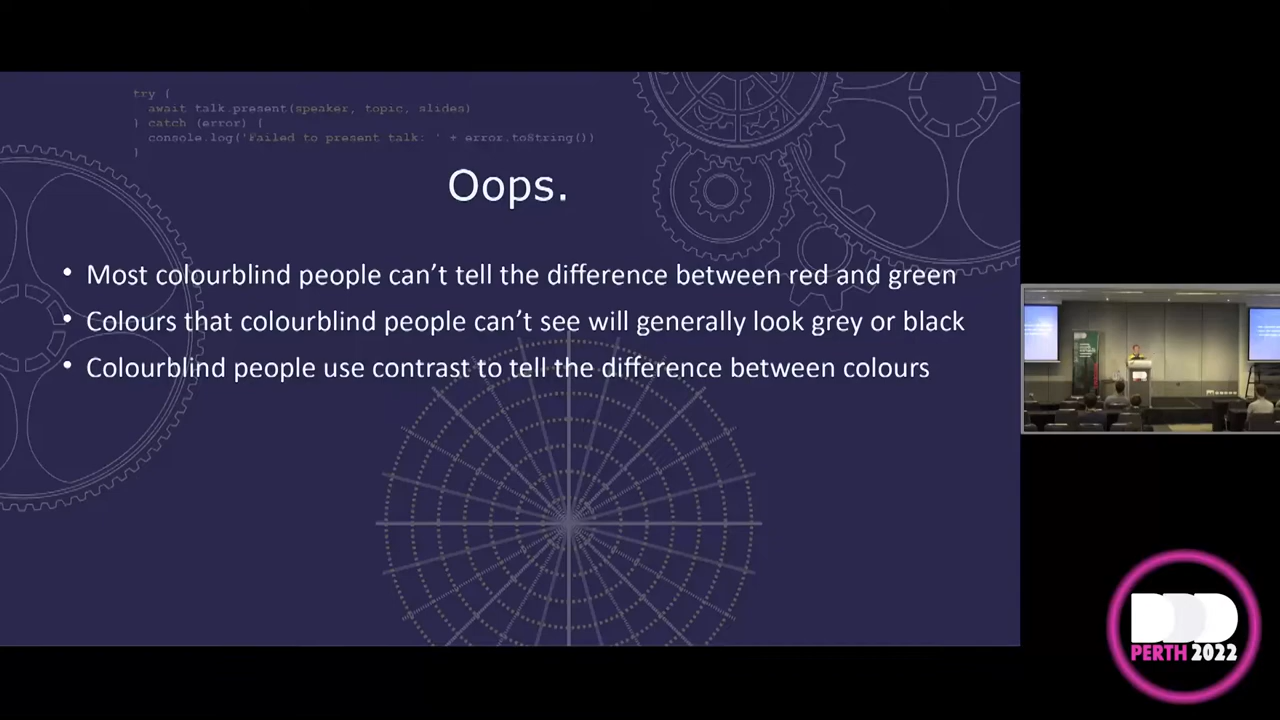 try {
await talk.present(speaker, topic, slides)
} catch (error) {
console.log('Failed to present talk: ' + error.toString())
}
Oops.
• Most colourblind people can’t tell the difference between red and green
• Colours that colourblind people can’t see will generally look grey or black
• Colourblind people use contrast to tell the difference between colours
DDD
PERTH 2022